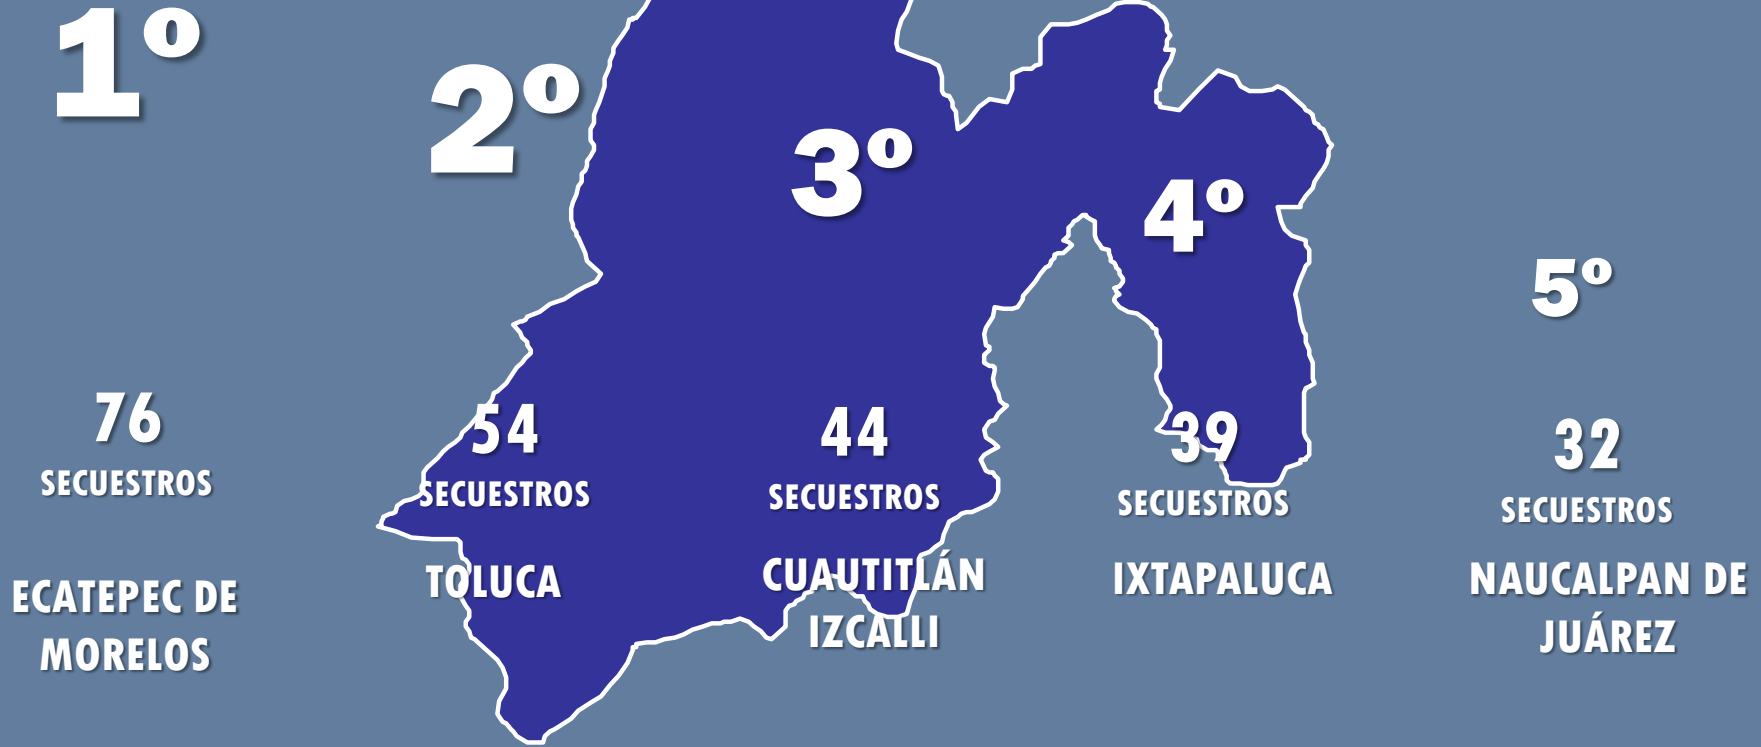 1º
76
SECUESTROS
ECATEPEC DE
MORELOS
2º
54
SECUESTROS
TOLUCA
3º
44
SECUESTROS
CUAUTITLÁN
IZCALLI
4º
39
SECUESTROS
IXTAPALUCA
5º
32
SECUESTROS
NAUCALPAN DE
JUÁREZ